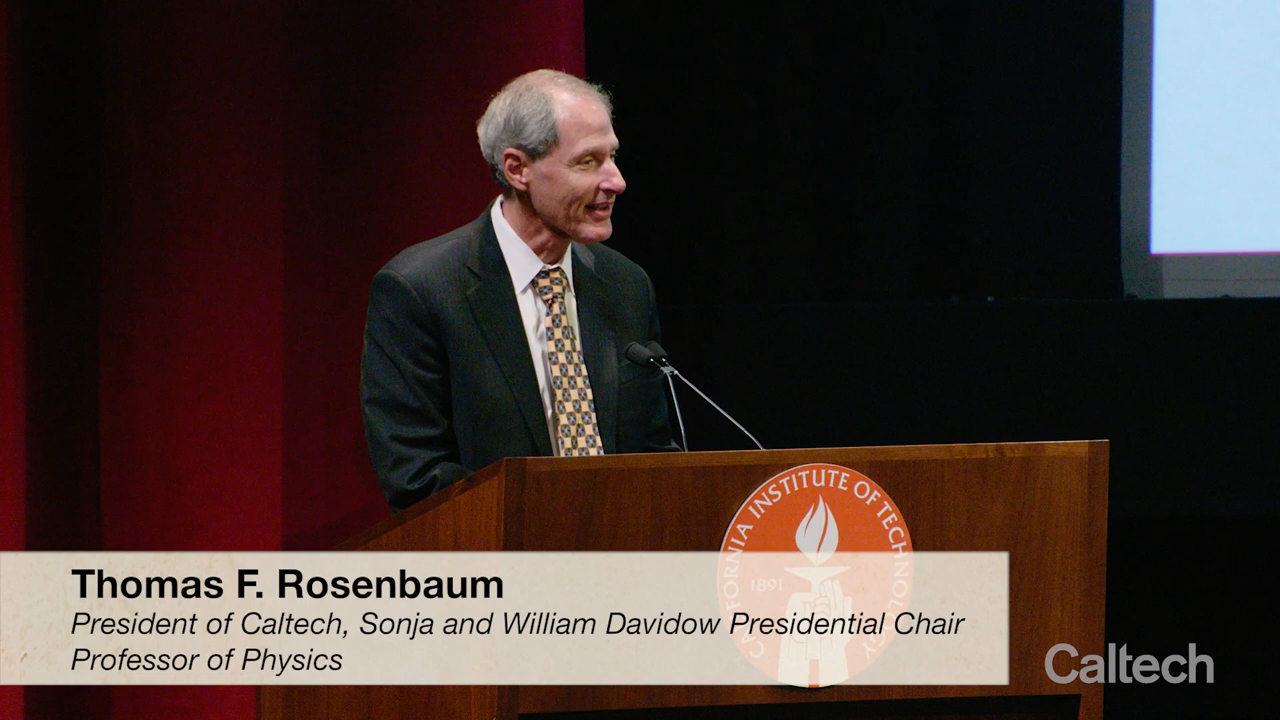 CALIFORNIA INSTITUTE OF TECHNOLOGY
1891
Thomas F. Rosenbaum
President of Caltech, Sonja and William Davidow Presidential Chair
Professor of Physics
Caltech